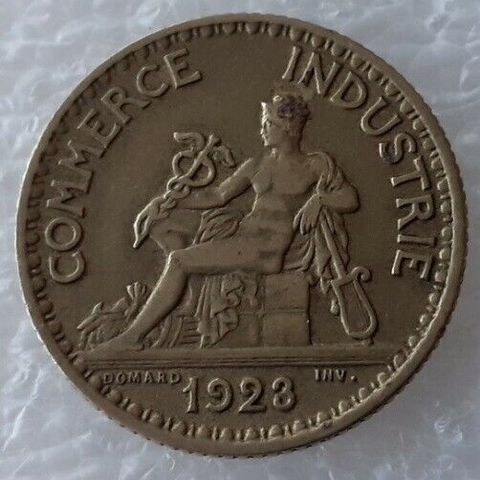 COMMERCE INDUSTRIE
DOMARD INV.
1923